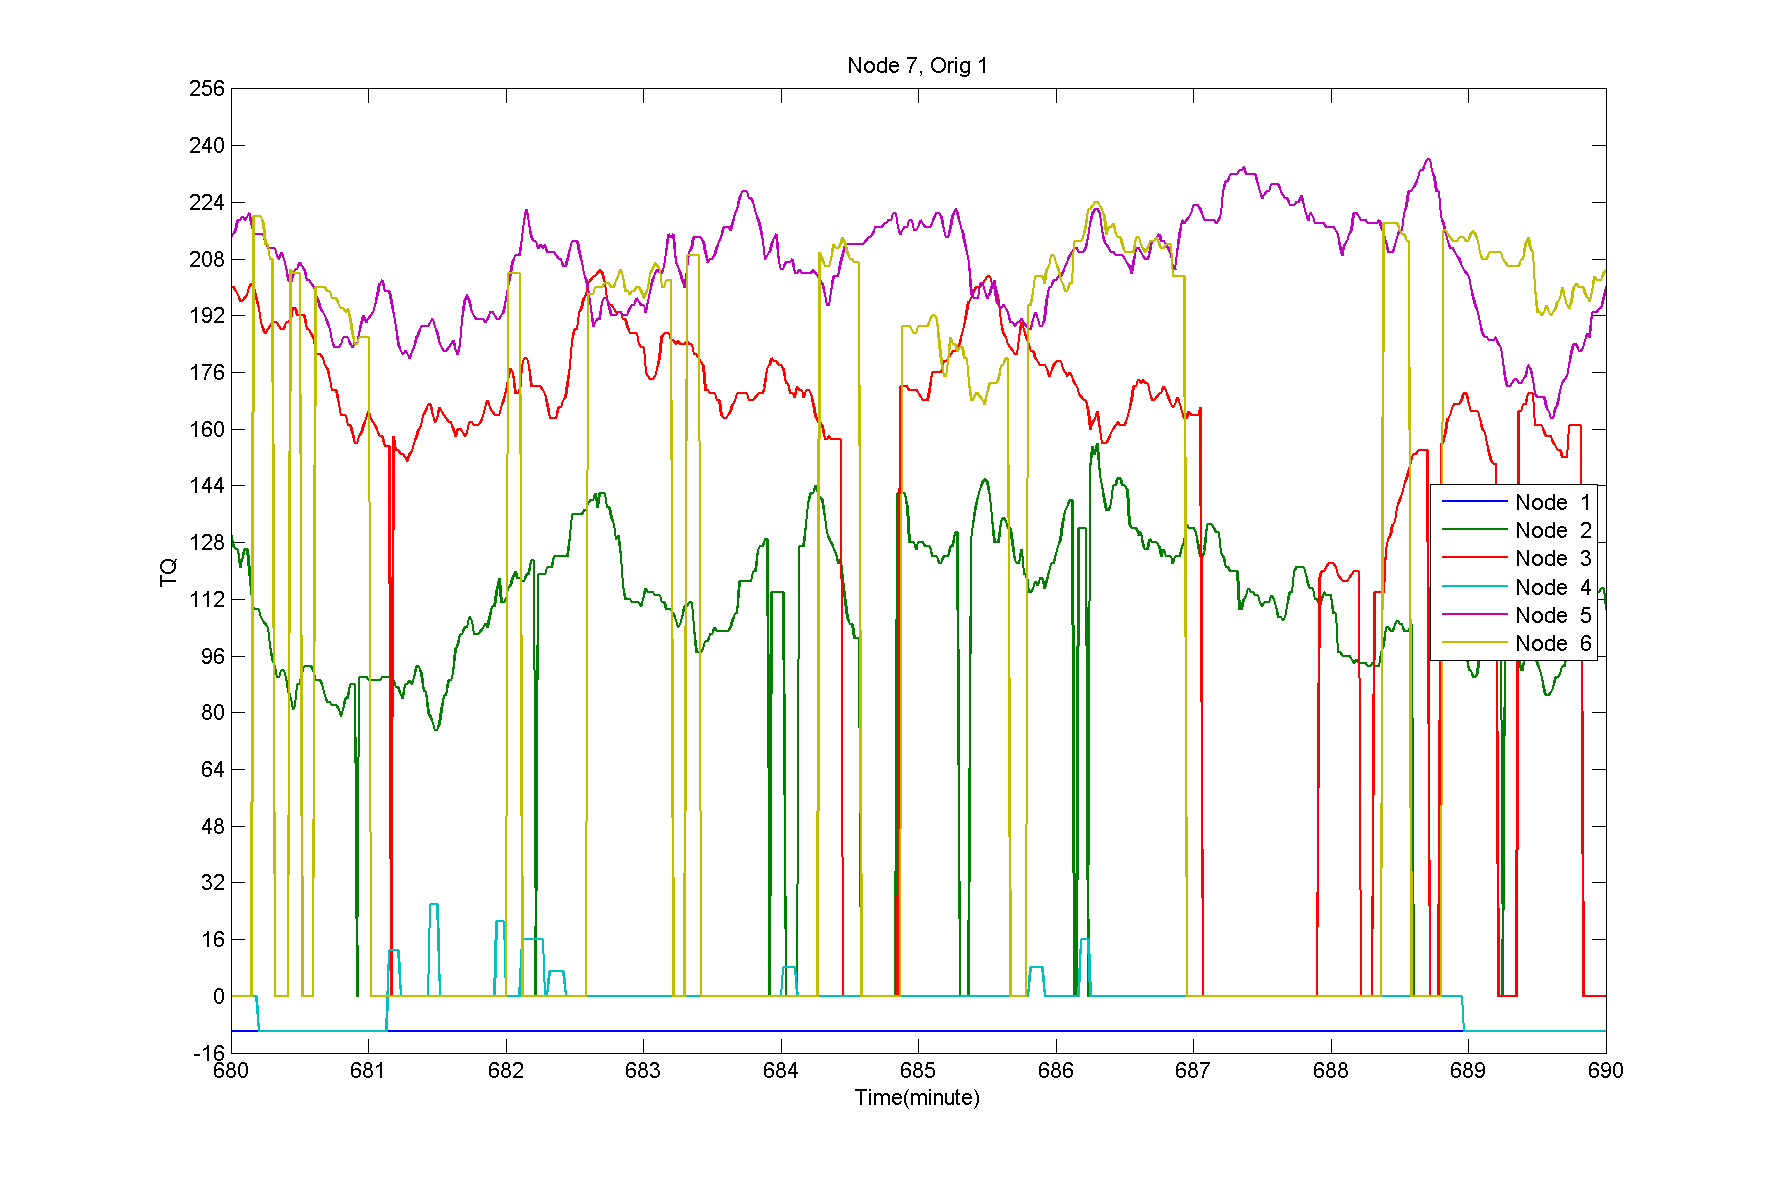 Node 7, Orig 1
256
240
224
208
192
176
160
144
128
112
96
80
64
48
32
16
0
-16
TQ
Node 1
Node 2
Node 3
Node 4
Node 5
Node 6
680 681 682 683 684 685 686 687 688 689 690
Time(minute)